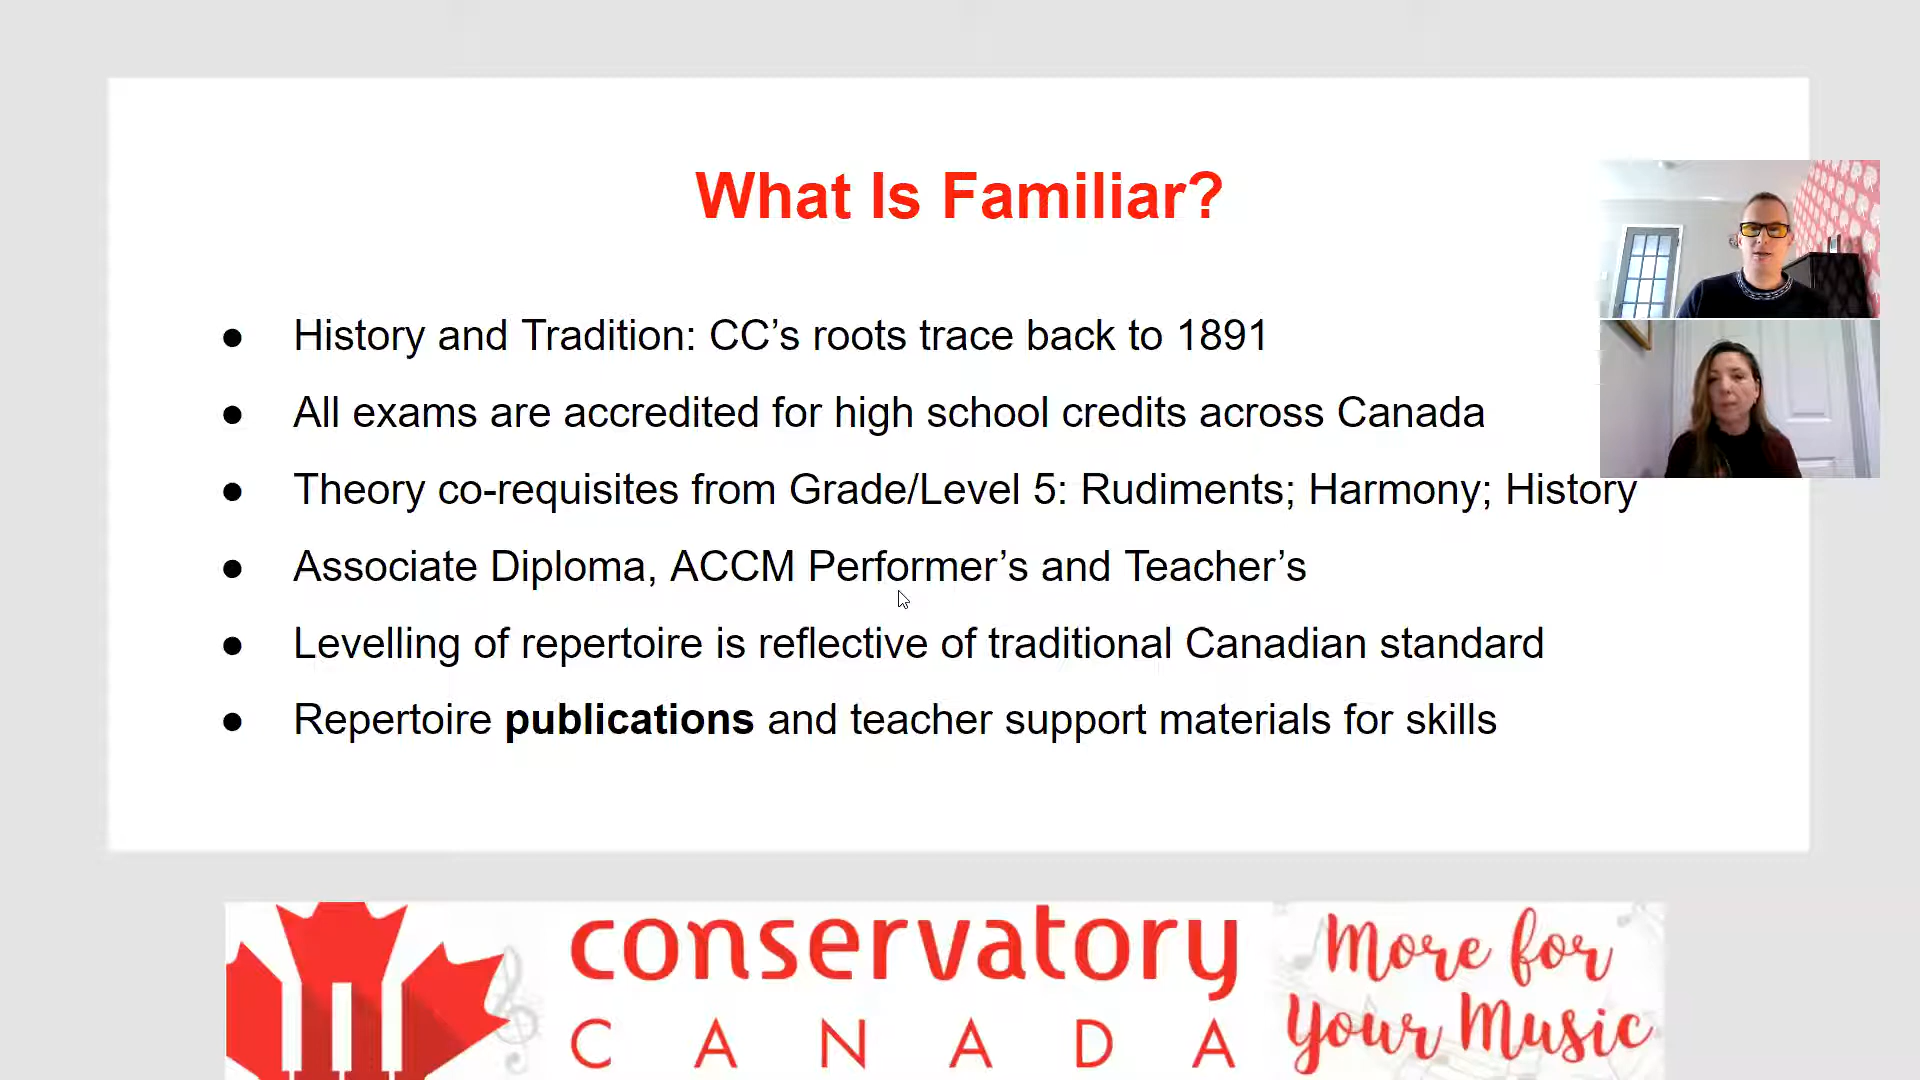 What Is Familiar?
● History and Tradition: CC’s roots trace back to 1891
● All exams are accredited for high school credits across Canada
● Theory co-requisites from Grade/Level 5: Rudiments; Harmony; History
● Associate Diploma, ACCM Performer’s and Teacher’s
● Levelling of repertoire is reflective of traditional Canadian standard
● Repertoire publications and teacher support materials for skills
conservatory
CANADA
More for
Your Music